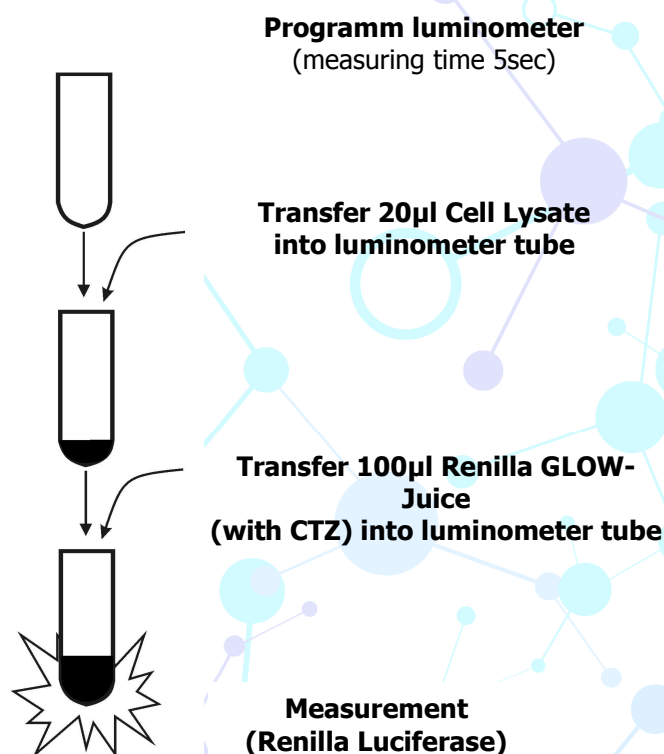 Programm luminometer
(measuring time 5sec)
Transfer 20µl Cell Lysate
into luminometer tube
Transfer 100µl Renilla GLOW-
Juice
(with CTZ) into luminometer tube
Measurement
(Renilla Luciferase)